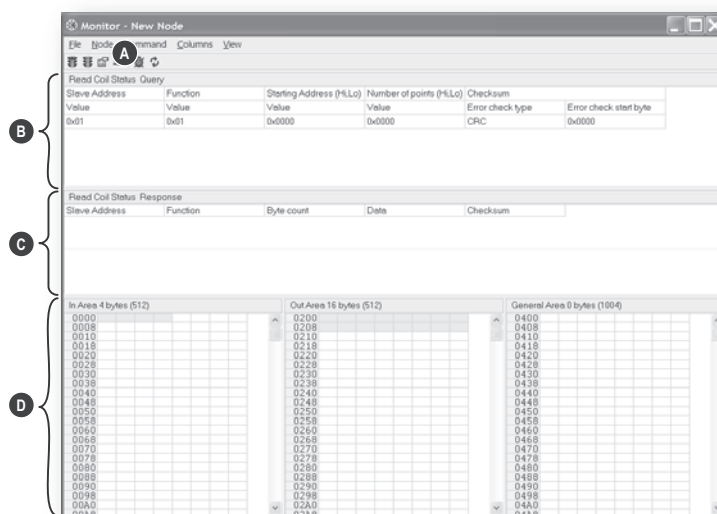 Monitor - New Node
File Node Command Columns View
A
Read Coil Status Query
Slave Address Function Starting Address (Hi,Lo) Number of points (Hi,Lo) Checksum
Value Value Value Value Error check type Error check start byte
0x01 0x01 0x0000 0x0000 CRC 0x0000
B
Read Coil Status Response
Slave Address Function Byte count Data Checksum
C
In Area 4 bytes (512) Out Area 16 bytes (512) General Area 0 bytes (1004)
0000 0200 0400
0008 0208 0408
0010 0210 0410
0018 0218 0418
0020 0220 0420
0028 0228 0428
0030 0230 0430
0038 0238 0438
0040 0240 0440
0048 0248 0448
0050 0250 0450
0058 0258 0458
D
0060 0260 0460
0068 0268 0468
0070 0270 0470
0078 0278 0478
0080 0280 0480
0088 0288 0488
0090 0290 0490
0098 0298 0498
00A0 02A0 04A0
00A8 02A8 04A8